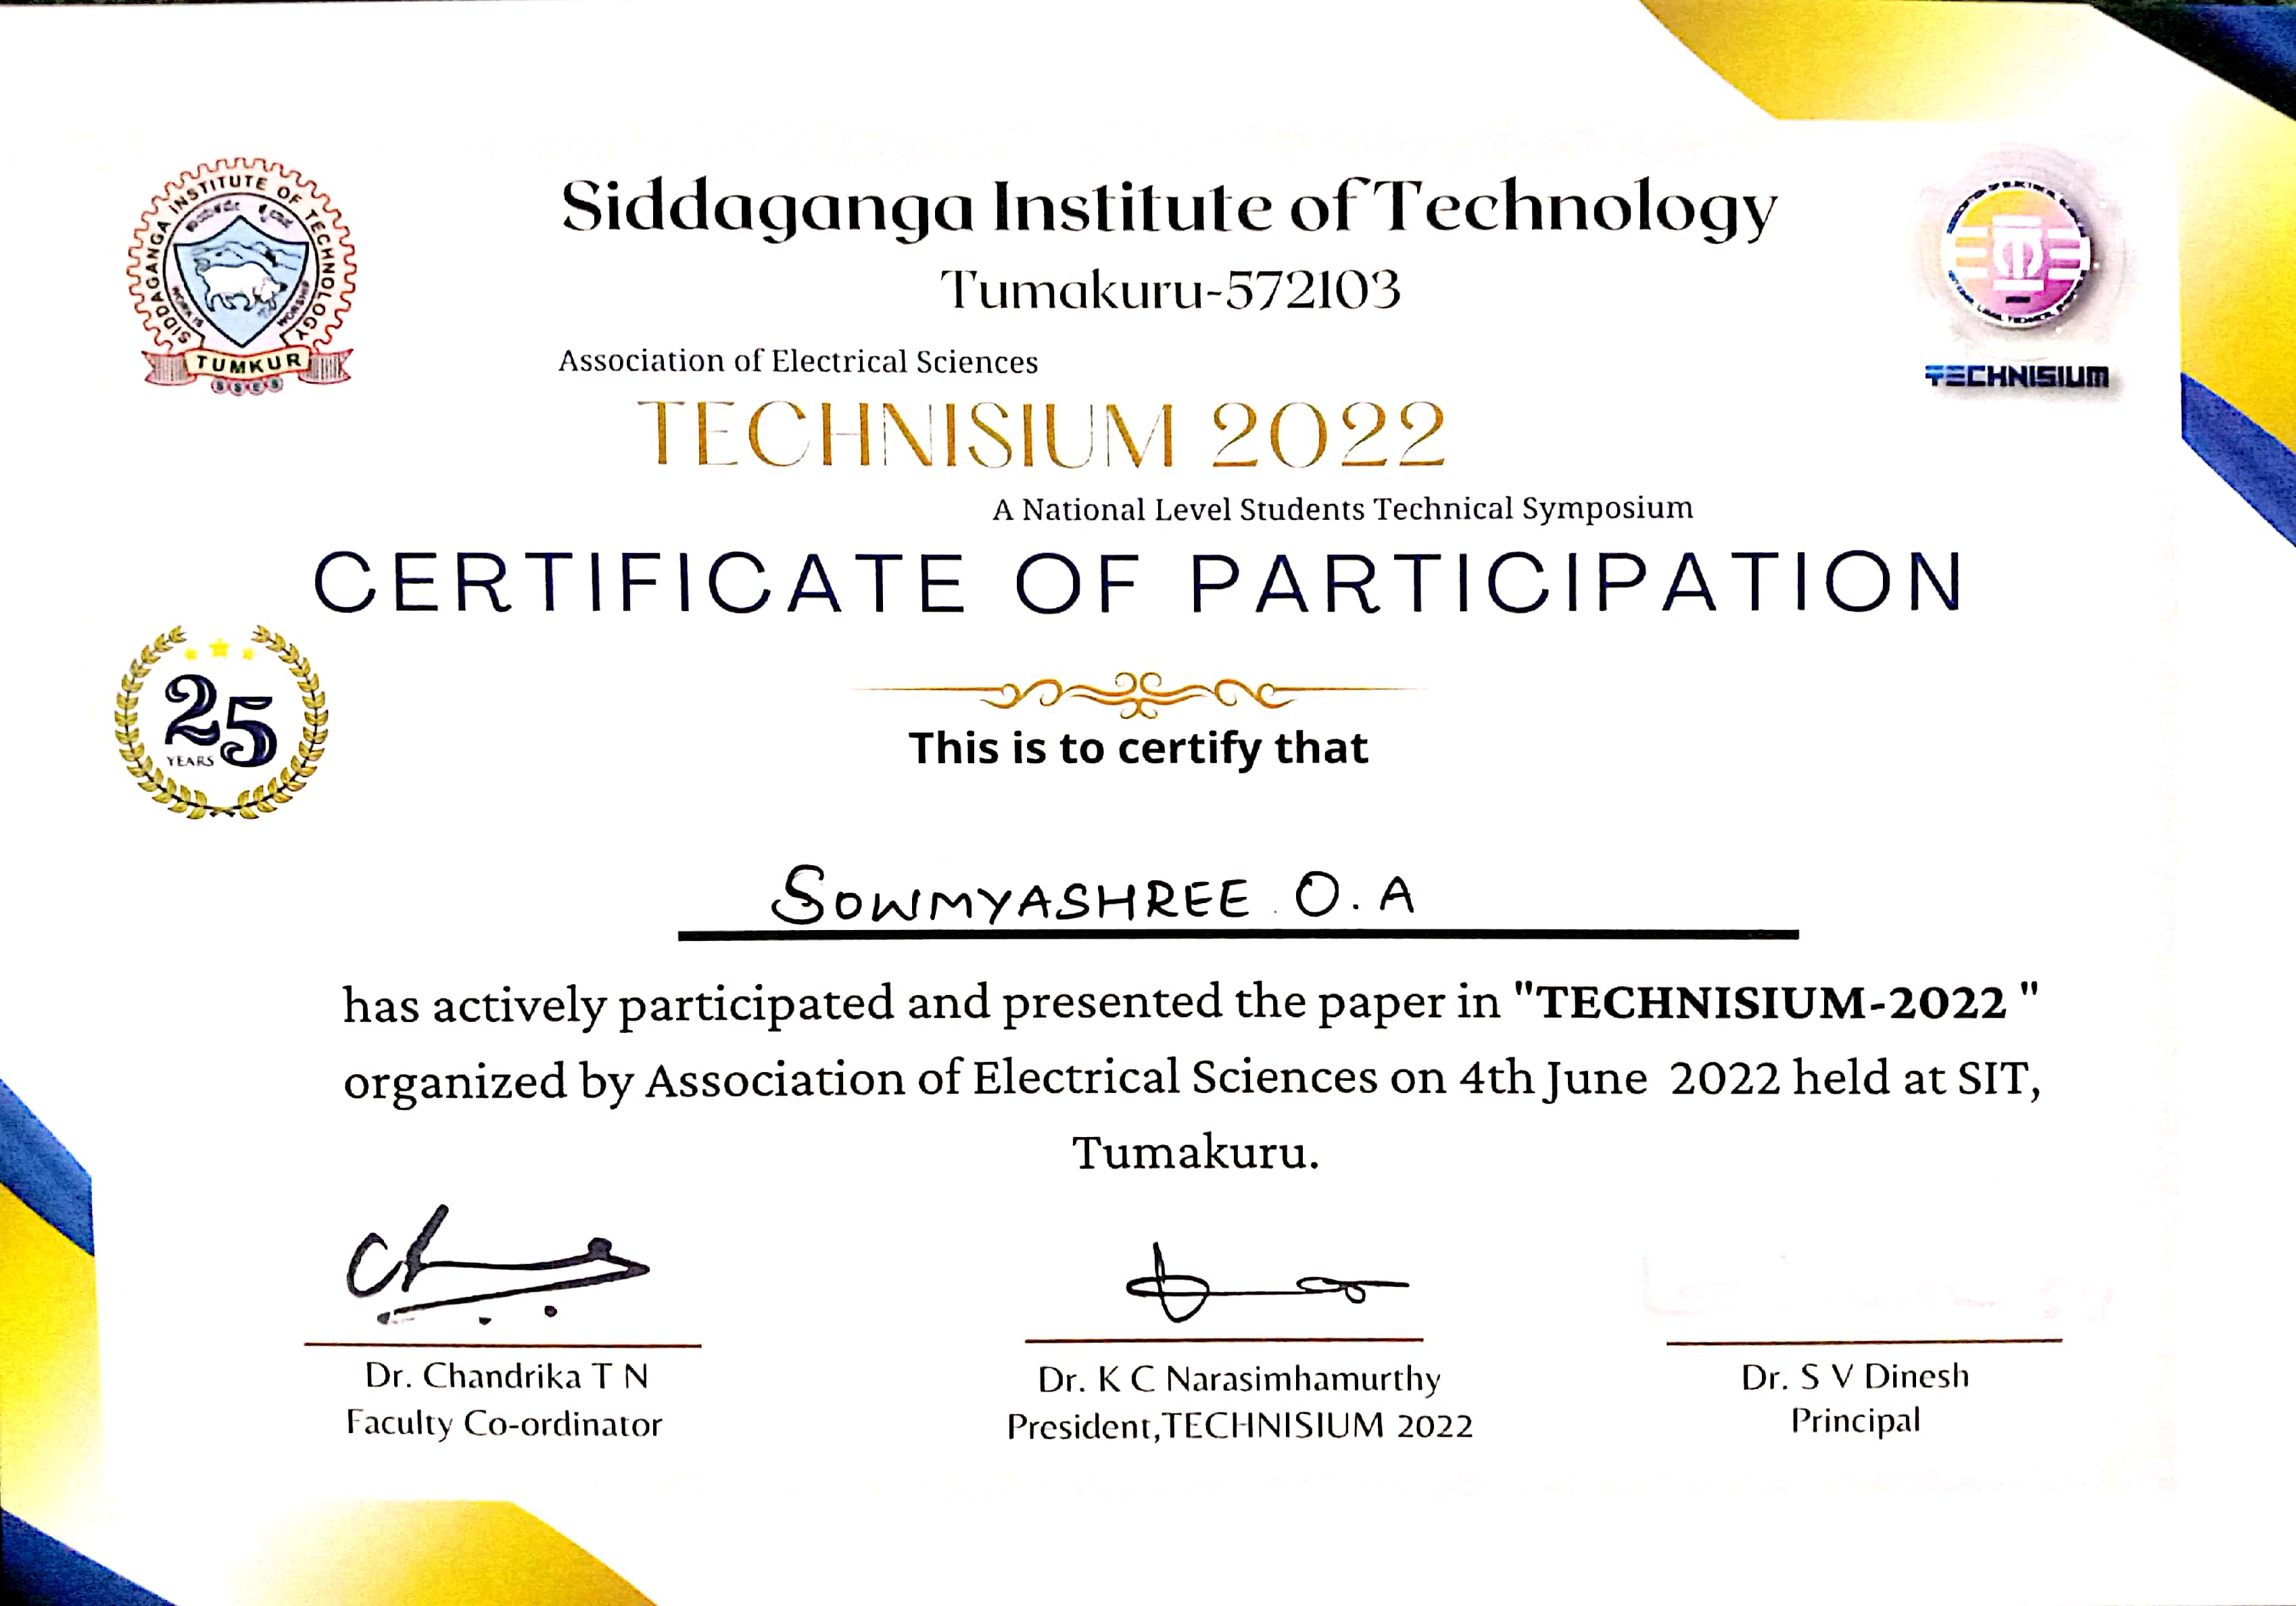 SIDDAGANGA INSTITUTE OF TECHNOLOGY
WORK IS WORSHIP
TUMKUR
S S E S
Siddaganga Institute of Technology
Tumakuru-572103
TECHNISIUM
Association of Electrical Sciences
TECHNISIUM 2022
A National Level Students Technical Symposium
CERTIFICATE OF PARTICIPATION
25
YEARS
This is to certify that
SOWMYASHREE O.A
has actively participated and presented the paper in "TECHNISIUM-2022 "
organized by Association of Electrical Sciences on 4th June 2022 held at SIT,
Tumakuru.
Dr. Chandrika T N
Faculty Co-ordinator
Dr. K C Narasimhamurthy
President,TECHNISIUM 2022
Dr. S V Dinesh
Principal